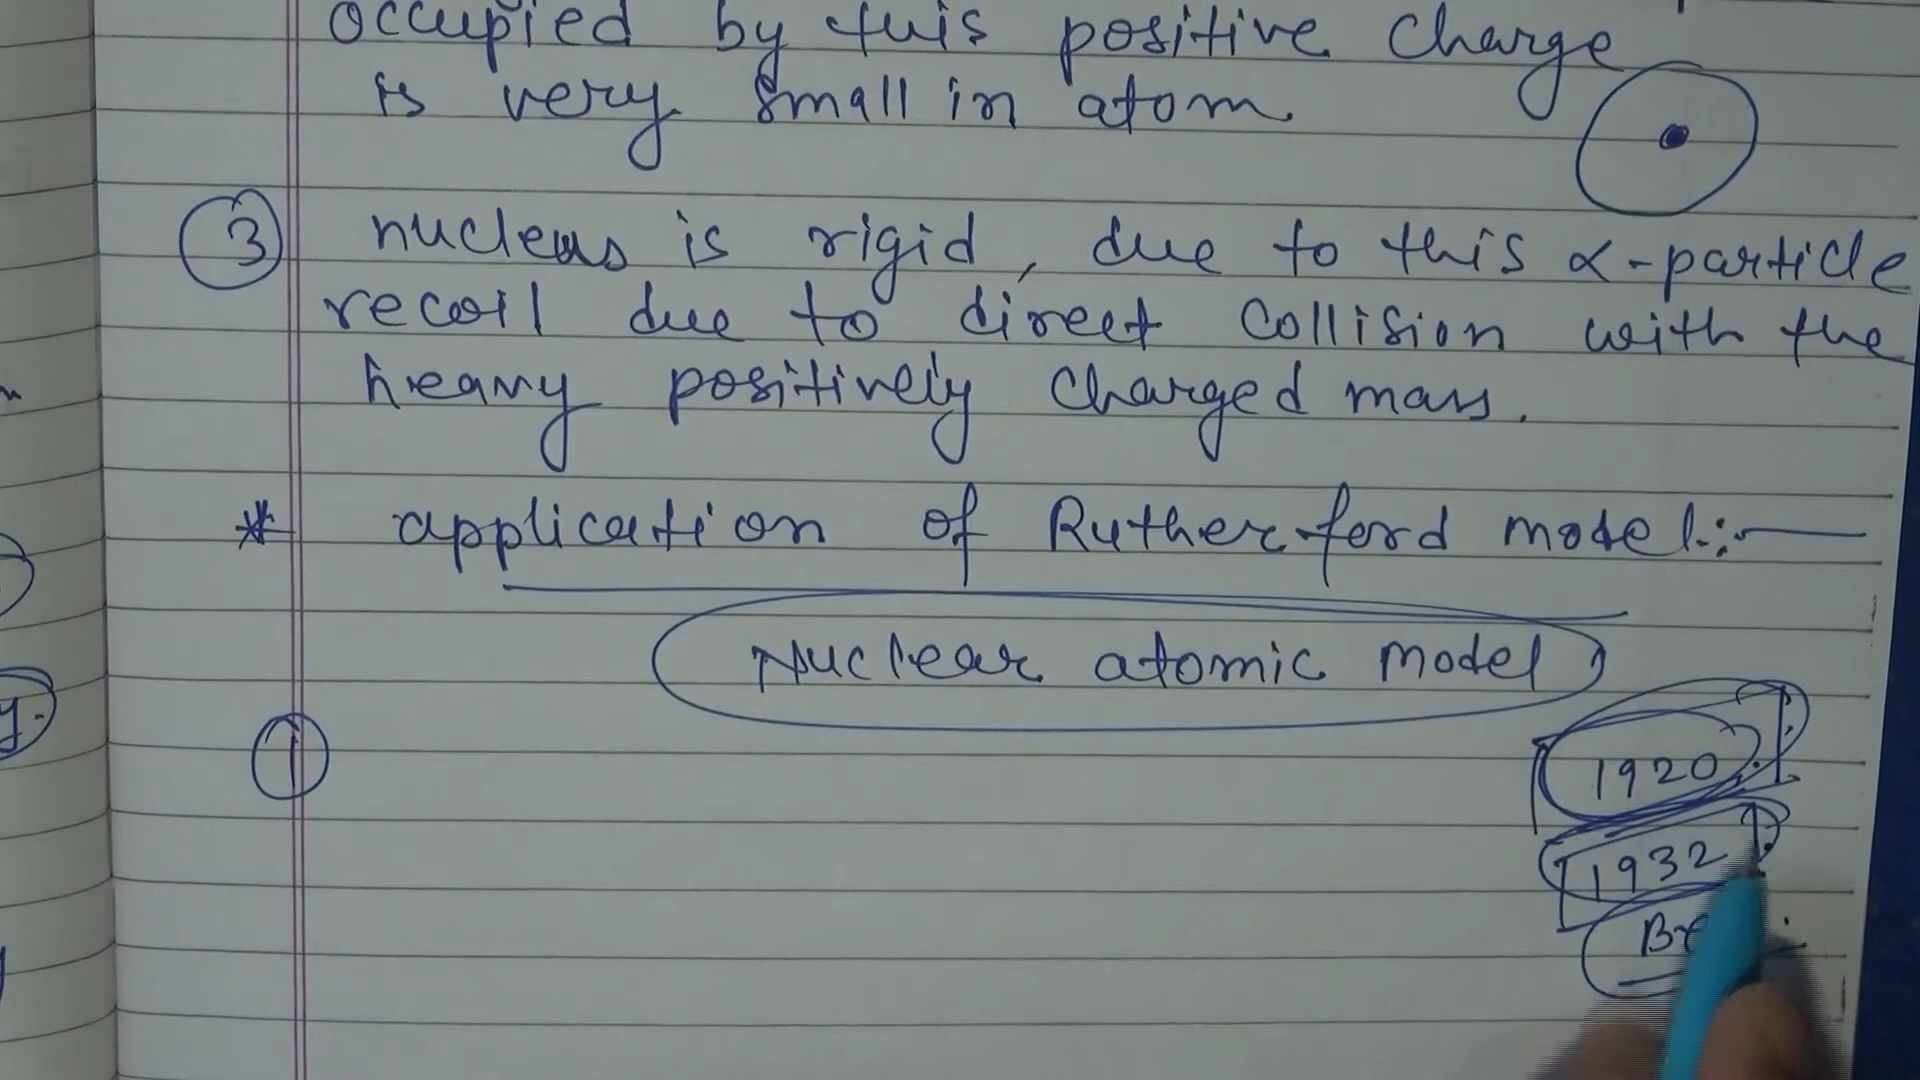 occupied by this positive charge
is very small in atom.
3 nucleus is rigid, due to this α-particle
recoil due to direct collision with the
heavy positively charged mass.
* application of Rutherford model:-
Nuclear atomic model
1
1920
1932